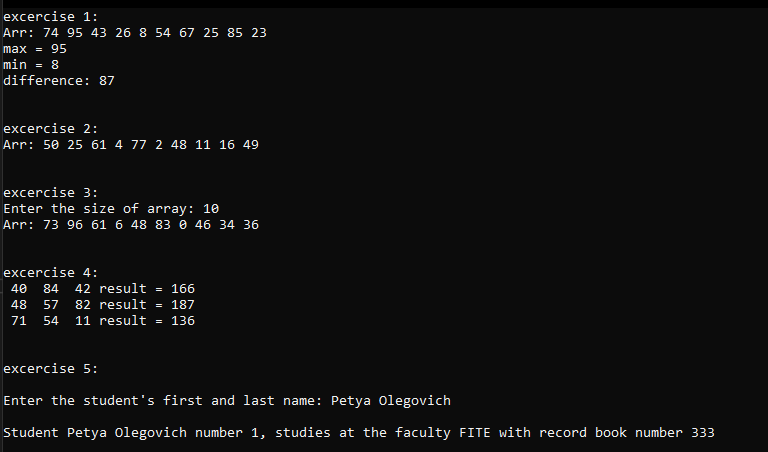 excercise 1:
Arr: 74 95 43 26 8 54 67 25 85 23
max = 95
min = 8
difference: 87
excercise 2:
Arr: 50 25 61 4 77 2 48 11 16 49
excercise 3:
Enter the size of array: 10
Arr: 73 96 61 6 48 83 0 46 34 36
excercise 4:
40 84 42 result = 166
48 57 82 result = 187
71 54 11 result = 136
excercise 5:
Enter the student's first and last name: Petya Olegovich
Student Petya Olegovich number 1, studies at the faculty FITE with record book number 333